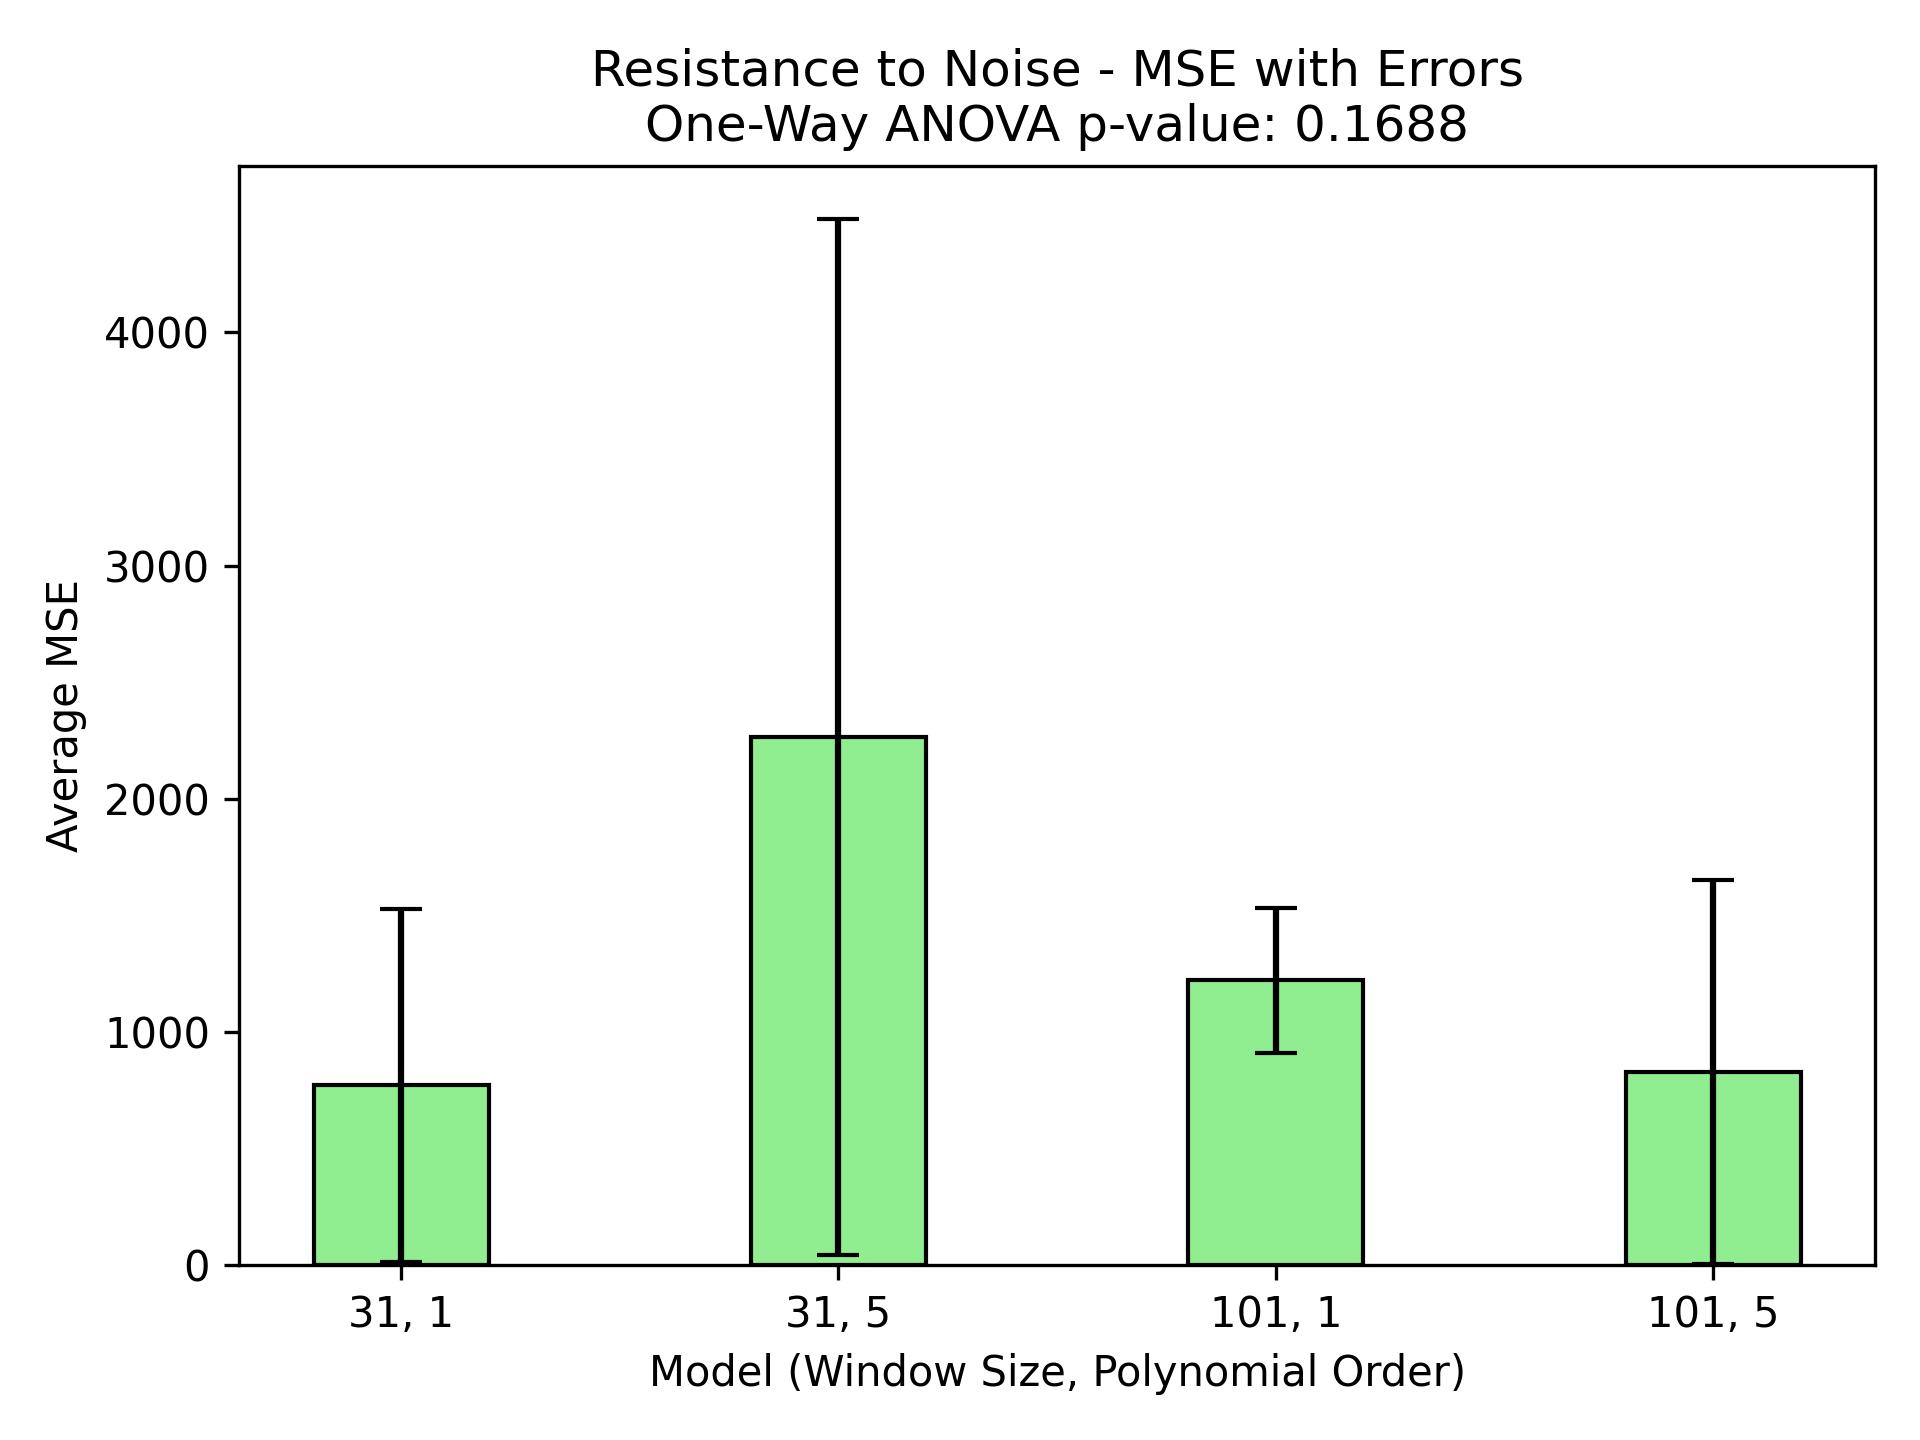 Resistance to Noise - MSE with Errors
One-Way ANOVA p-value: 0.1688
Average MSE
4000
3000
2000
1000
0
31, 1
31, 5
101, 1
101, 5
Model (Window Size, Polynomial Order)